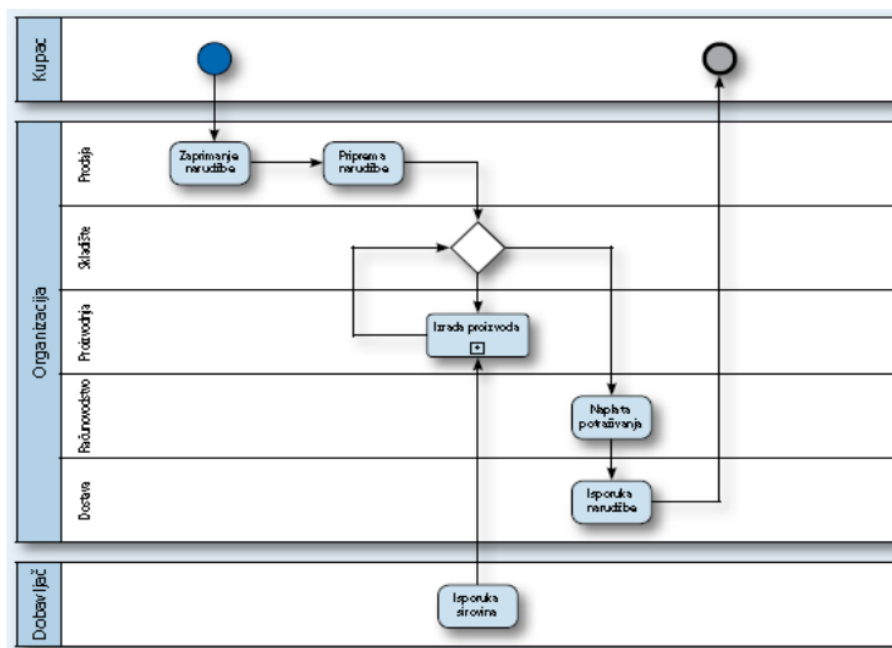 Kupac
Organizacija
Prodaja
Zaprimanje
narudžbe
Priprema
narudžbe
Skladište
Proizvodnja
Izrada proizvoda
Računovodstvo
Naplata
potraživanja
Dostava
Isporuka
narudžbe
Dobavljač
Isporuka
sirovina